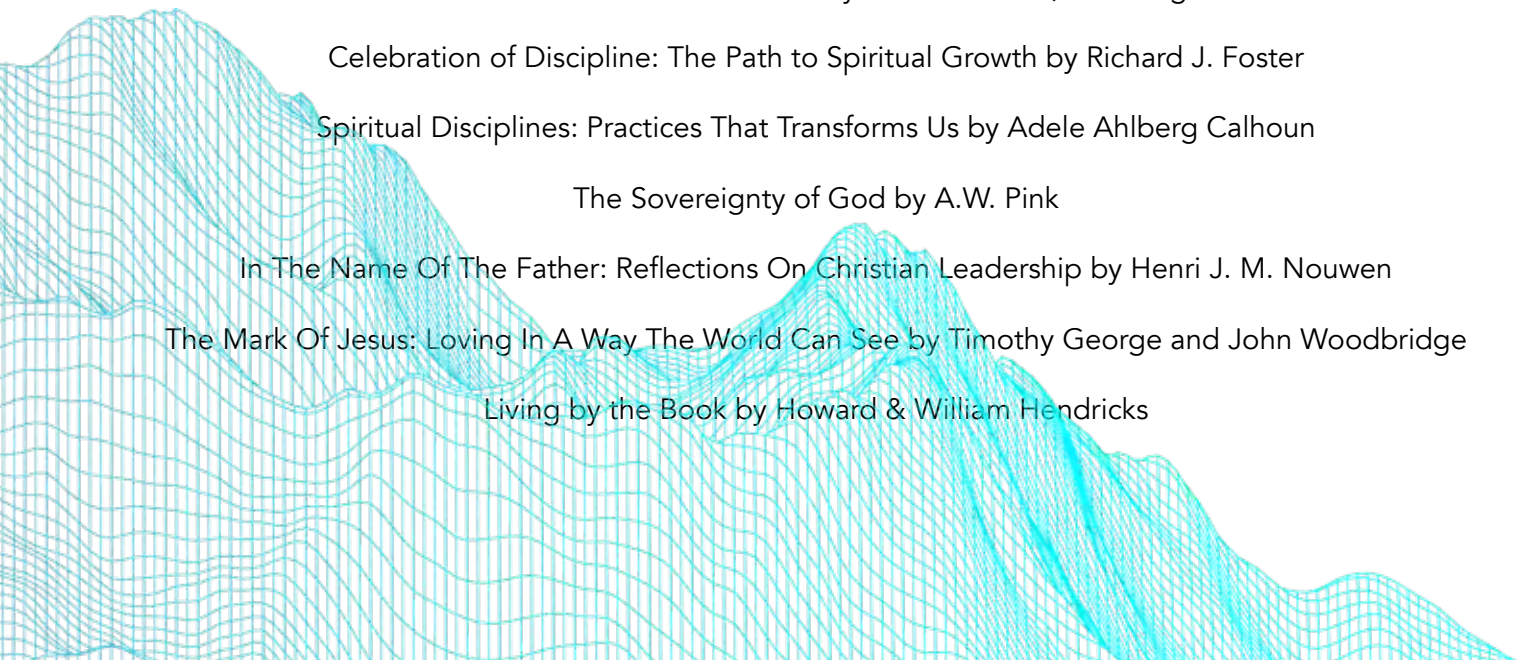 Celebration of Discipline: The Path to Spiritual Growth by Richard J. Foster
Spiritual Disciplines: Practices That Transforms Us by Adele Ahlberg Calhoun
The Sovereignty of God by A.W. Pink
In The Name Of The Father: Reflections On Christian Leadership by Henri J. M. Nouwen
The Mark Of Jesus: Loving In A Way The World Can See by Timothy George and John Woodbridge
Living by the Book by Howard & William Hendricks